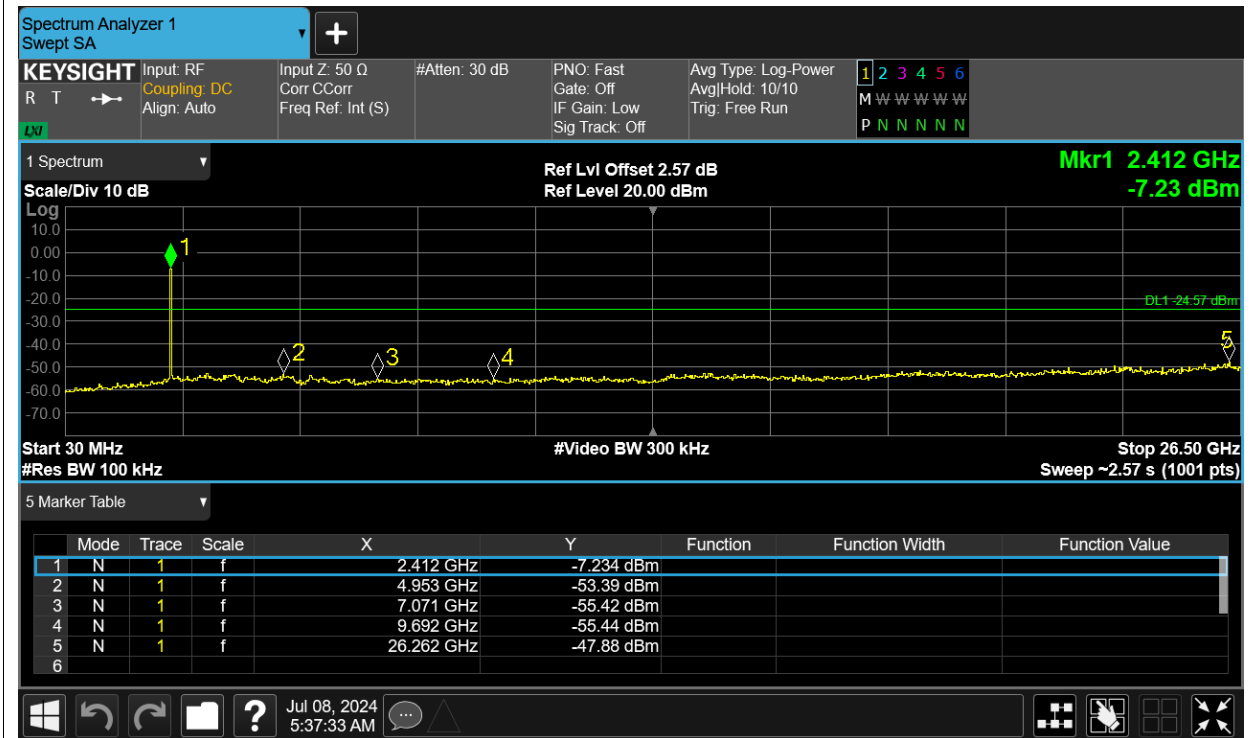 Spectrum Analyzer 1
Swept SA
+
KEYSIGHT
R T
LXI
Input: RF
Coupling: DC
Align: Auto
Input Z: 50 Ω
Corr CCorr
Freq Ref: Int (S)
#Atten: 30 dB
PNO: Fast
Gate: Off
IF Gain: Low
Sig Track: Off
Avg Type: Log-Power
Avg|Hold: 10/10
Trig: Free Run
1 2 3 4 5 6
M W W W W W
P N N N N N
1 Spectrum
Scale/Div 10 dB
Ref Lvl Offset 2.57 dB
Ref Level 20.00 dBm
Mkr1 2.412 GHz
-7.23 dBm
Log
10.0
0.00
-10.0
-20.0
-30.0
-40.0
-50.0
-60.0
-70.0
1
2
3
4
5
DL1 -24.57 dBm
Start 30 MHz
#Video BW 300 kHz
Stop 26.50 GHz
#Res BW 100 kHz
Sweep ~2.57 s (1001 pts)
5 Marker Table
Mode Trace Scale X Y Function Function Width Function Value
1 N 1 f 2.412 GHz -7.234 dBm
2 N 1 f 4.953 GHz -53.39 dBm
3 N 1 f 7.071 GHz -55.42 dBm
4 N 1 f 9.692 GHz -55.44 dBm
5 N 1 f 26.262 GHz -47.88 dBm
6
?
Jul 08, 2024
5:37:33 AM